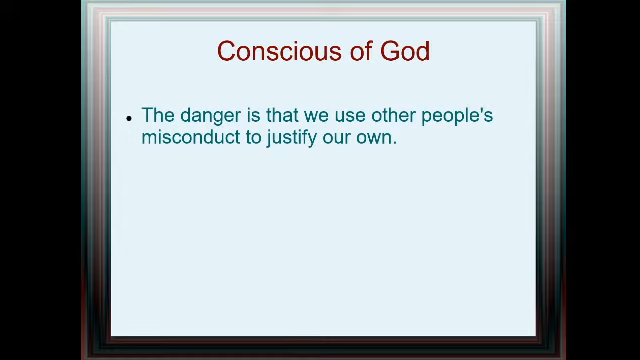 Conscious of God
The danger is that we use other people's
misconduct to justify our own.